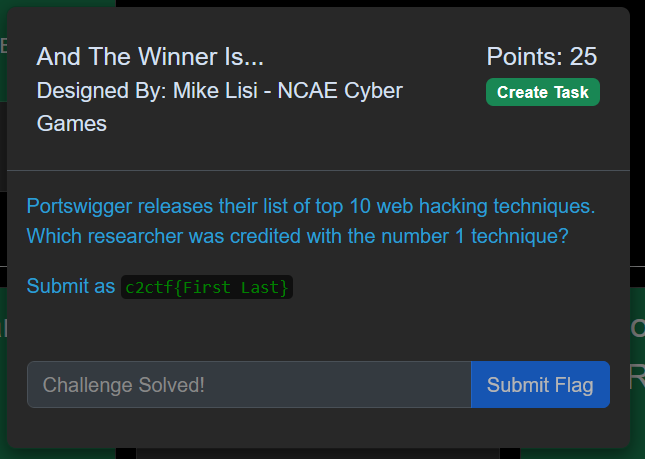 And The Winner Is...
Points: 25
Designed By: Mike Lisi - NCAE Cyber
Games
Create Task
Portswigger releases their list of top 10 web hacking techniques.
Which researcher was credited with the number 1 technique?
Submit as c2ctf{First Last}
Challenge Solved!
Submit Flag